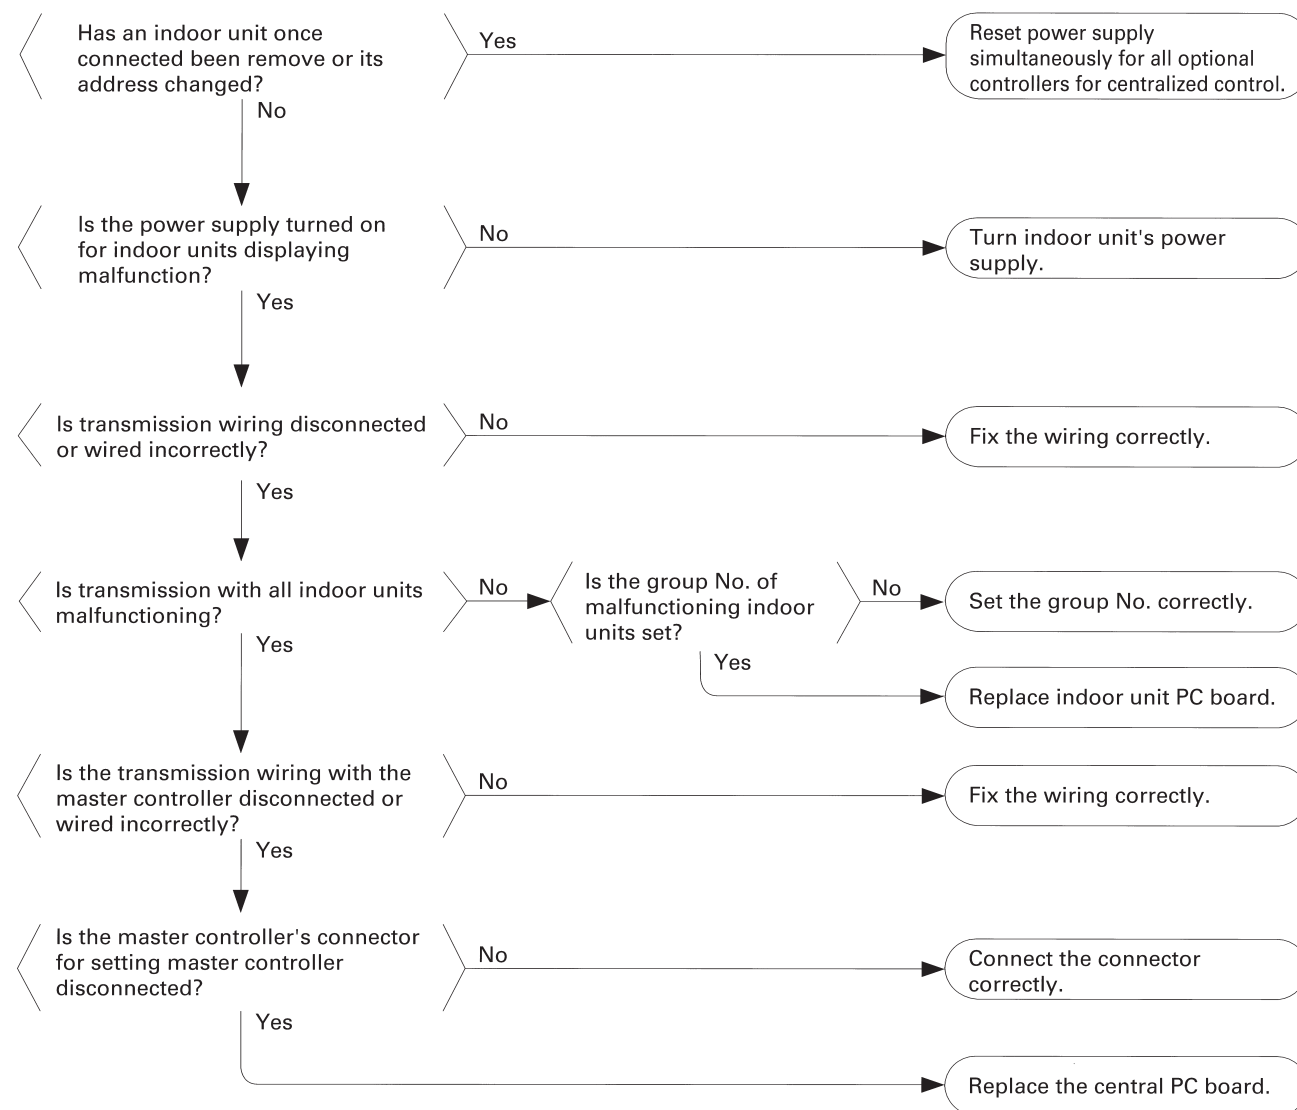 Has an indoor unit once
connected been remove or its
address changed?
Yes
Reset power supply
simultaneously for all optional
controllers for centralized control.
No
Is the power supply turned on
for indoor units displaying
malfunction?
No
Turn indoor unit's power
supply.
Yes
Is transmission wiring disconnected
or wired incorrectly?
No
Fix the wiring correctly.
Yes
Is transmission with all indoor units
malfunctioning?
No
Is the group No. of
malfunctioning indoor
units set?
No
Set the group No. correctly.
Yes
Yes
Replace indoor unit PC board.
Is the transmission wiring with the
master controller disconnected or
wired incorrectly?
No
Fix the wiring correctly.
Yes
Is the master controller's connector
for setting master controller
disconnected?
No
Connect the connector
correctly.
Yes
Replace the central PC board.